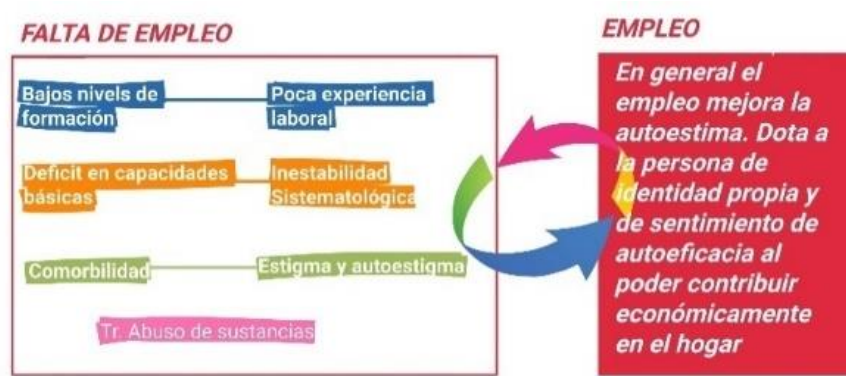 FALTA DE EMPLEO
Bajos nivels de
formación
Poca experiencia
laboral
Deficit en capacidades
básicas
Inestabilidad
Sistematológica
Comorbilidad
Estigma y autoestigma
Tr. Abuso de sustancias
EMPLEO
En general el
empleo mejora la
autoestima. Dota a
la persona de
identidad propia y
de sentimiento de
autoeficacia al
poder contribuir
económicamente
en el hogar